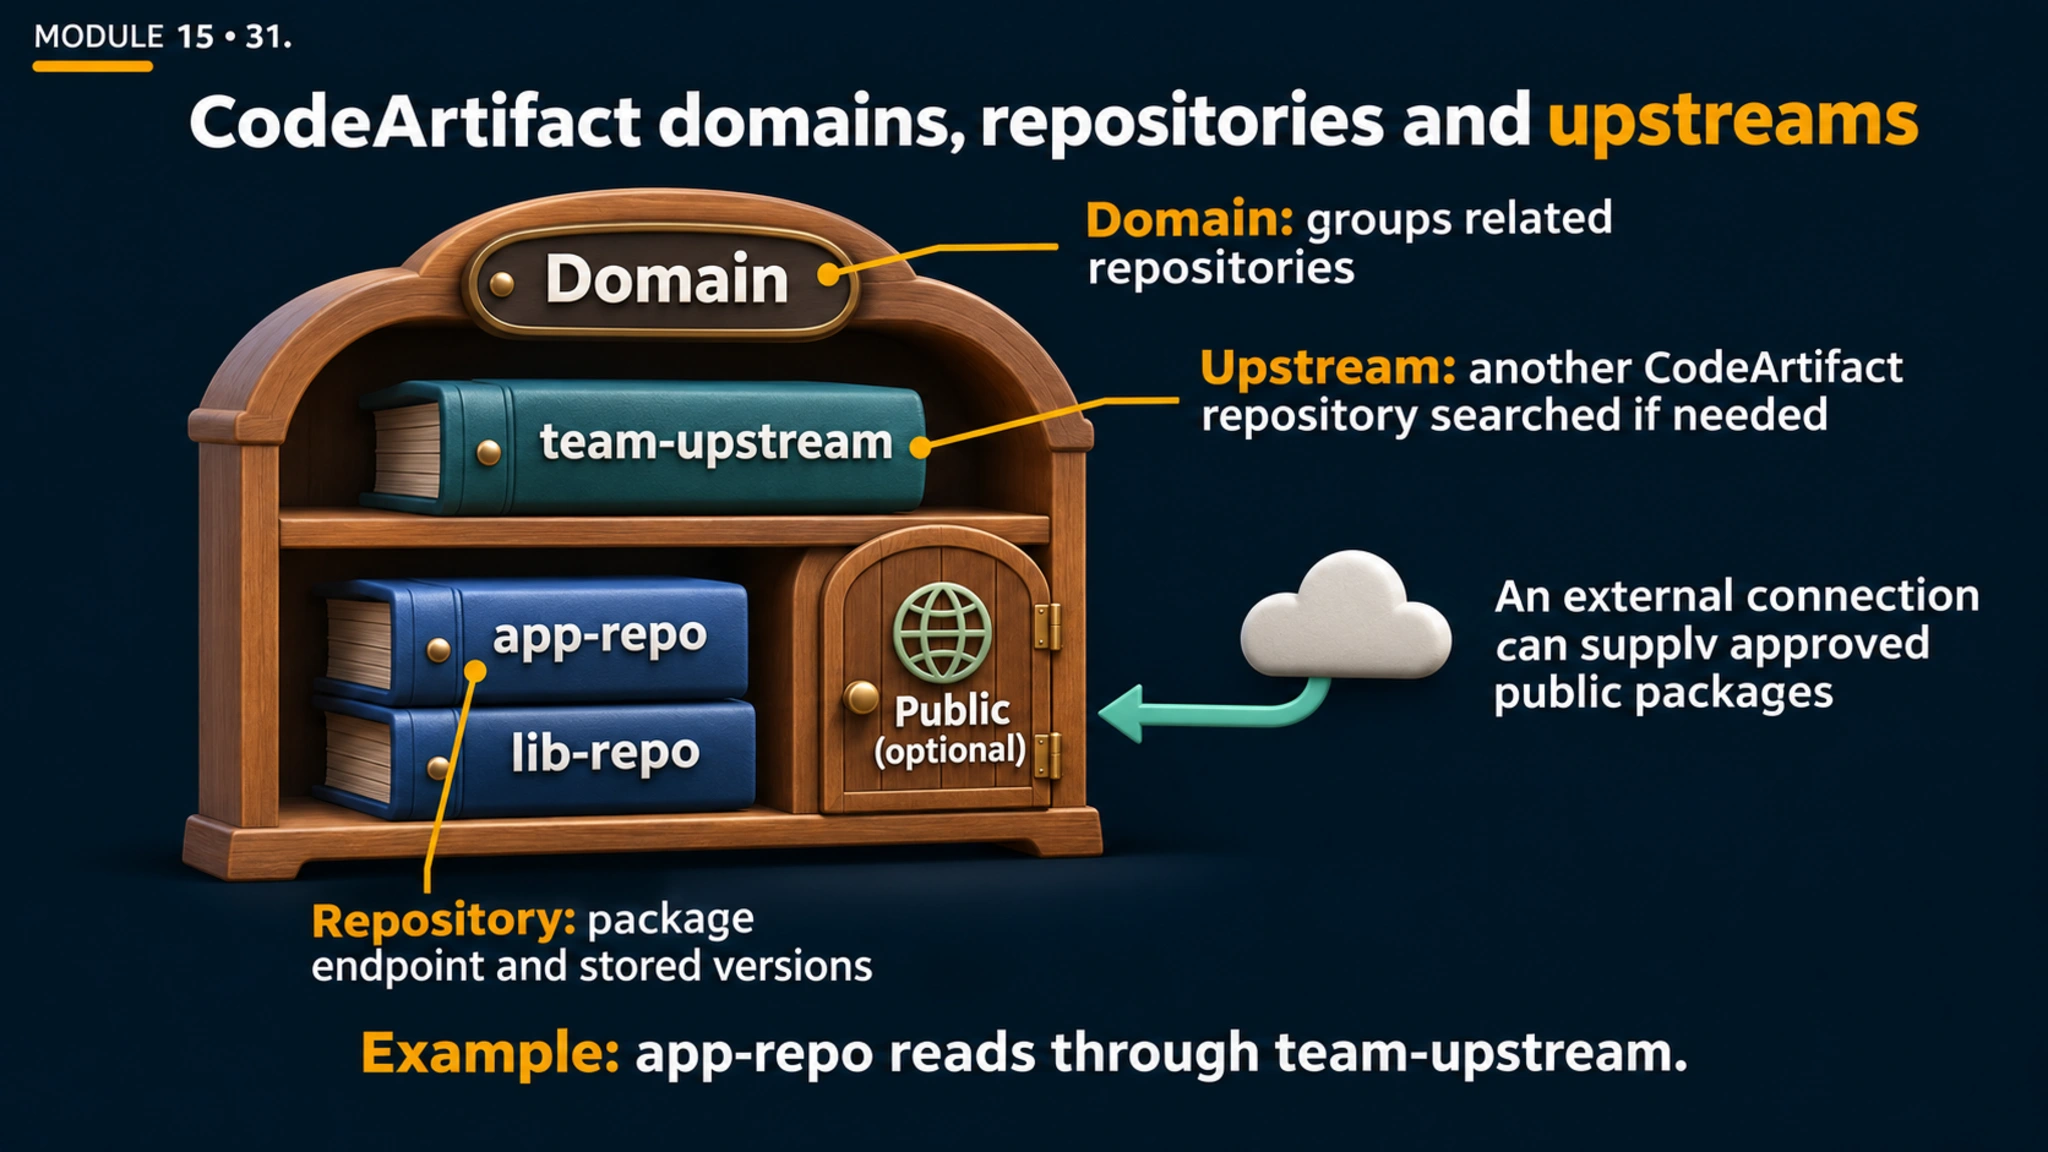 MODULE 15 • 31.
CodeArtifact domains, repositories and upstreams
Domain
Domain: groups related
repositories
team-upstream
Upstream: another CodeArtifact
repository searched if needed
app-repo
lib-repo
Public
(optional)
An external connection
can supplv approved
public packages
Repository: package
endpoint and stored versions
Example: app-repo reads through team-upstream.